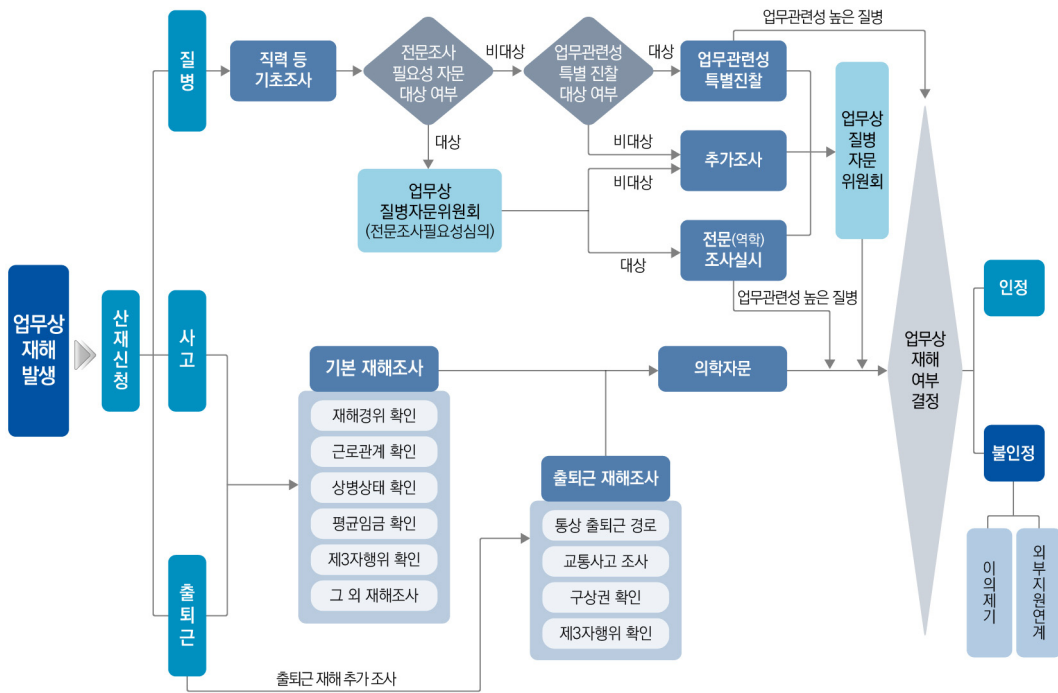 업무상
재해
발생
산재신청
질병
사고
출퇴근
직력 등
기초조사
전문조사
필요성 자문
대상 여부
비대상
대상
업무관련성
특별 진찰
대상 여부
대상
비대상
업무관련성
특별진찰
업무관련성 높은 질병
추가조사
업무상
질병자문위원회
(전문조사필요성심의)
비대상
대상
전문(역학)
조사실시
업무관련성 높은 질병
업무상
질병
자문
위원회
기본 재해조사
재해경위 확인
근로관계 확인
상병상태 확인
평균임금 확인
제3자행위 확인
그 외 재해조사
출퇴근 재해 추가 조사
출퇴근 재해조사
통상 출퇴근 경로
교통사고 조사
구상권 확인
제3자행위 확인
의학자문
업무상
재해
여부
결정
인정
불인정
이의제기
외부지원연계